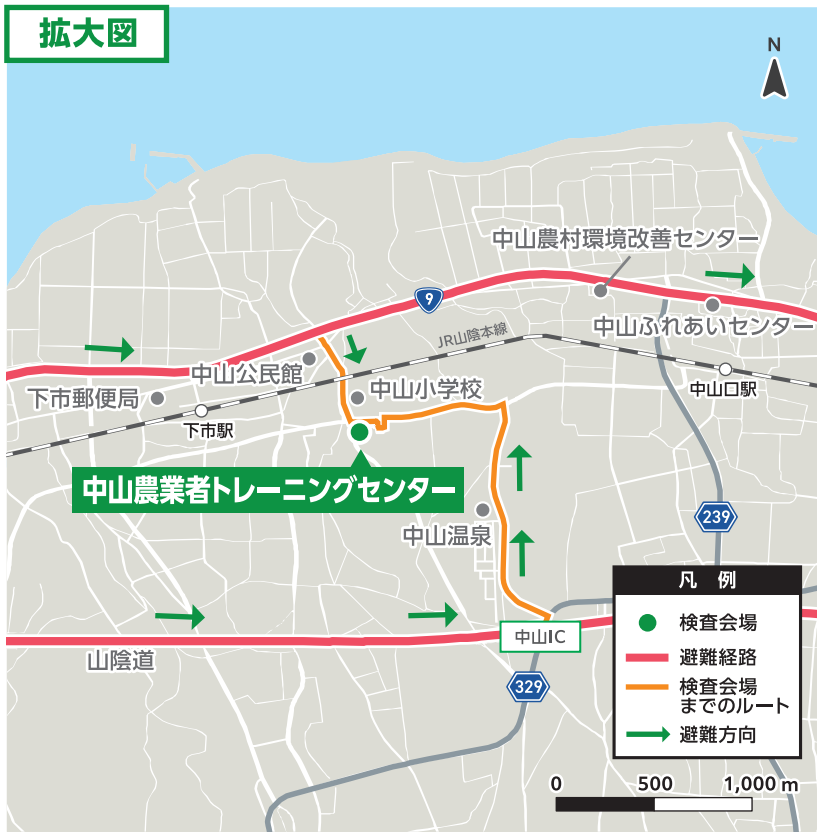 拡大図
N
中山農村環境改善センター
9
中山ふれあいセンター
JR山陰本線
中山公民館
中山小学校
中山口駅
下市郵便局
下市駅
中山農業者トレーニングセンター
中山温泉
239
中山IC
山陰道
329
凡 例
検査会場
避難経路
検査会場
までのルート
避難方向
0 500 1,000 m